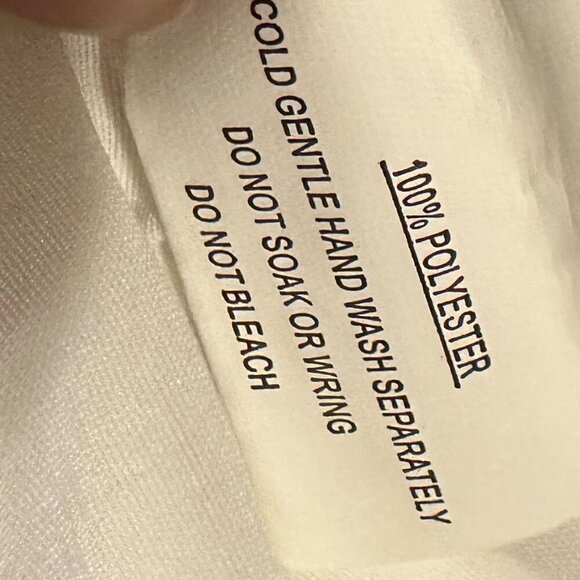 100% POLYESTER
COLD GENTLE HAND WASH SEPARATELY
DO NOT SOAK OR WRING
DO NOT BLEACH